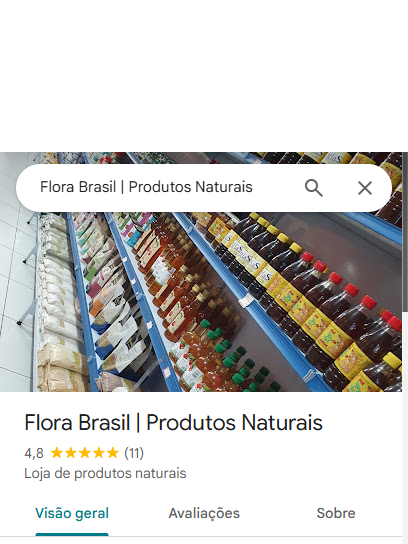 Flora Brasil | Produtos Naturais
Flora Brasil | Produtos Naturais
4,8 (11)
Loja de produtos naturais
Visão geral Avaliações Sobre